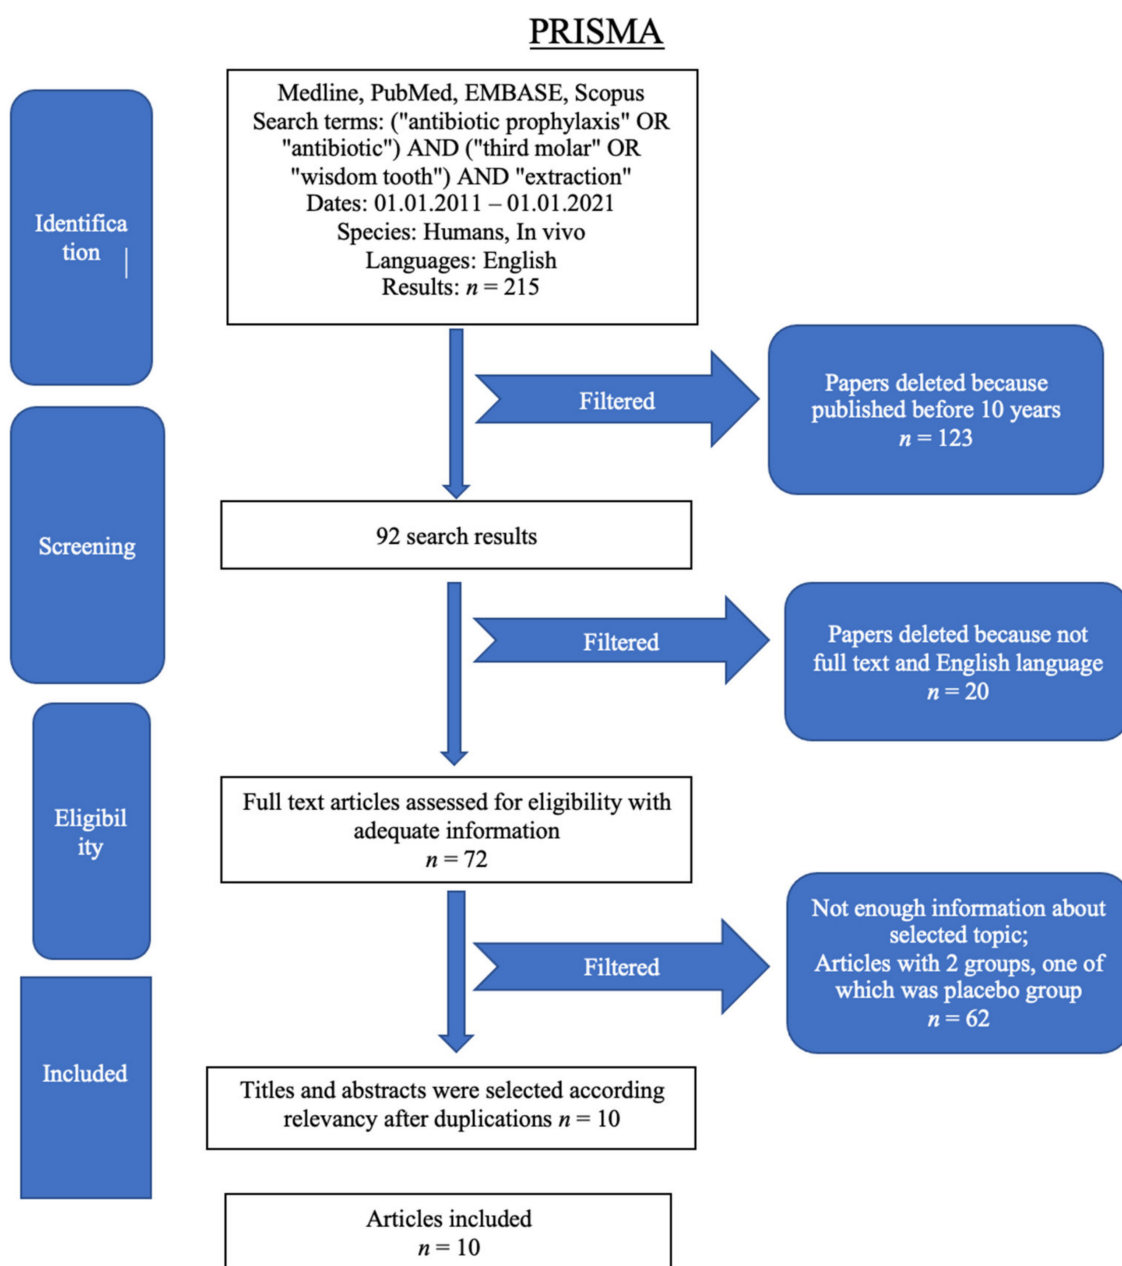 PRISMA
Medline, PubMed, EMBASE, Scopus
Search terms: ("antibiotic prophylaxis" OR
"antibiotic") AND ("third molar" OR
"wisdom tooth") AND "extraction"
Dates: 01.01.2011 – 01.01.2021
Species: Humans, In vivo
Languages: English
Results: n = 215
Identifica
tion
Filtered
Papers deleted because
published before 10 years
n = 123
Screening
92 search results
Filtered
Papers deleted because not
full text and English language
n = 20
Eligibil
ity
Full text articles assessed for eligibility with
adequate information
n = 72
Filtered
Not enough information about
selected topic;
Articles with 2 groups, one of
which was placebo group
n = 62
Included
Titles and abstracts were selected according
relevancy after duplications n = 10
Articles included
n = 10